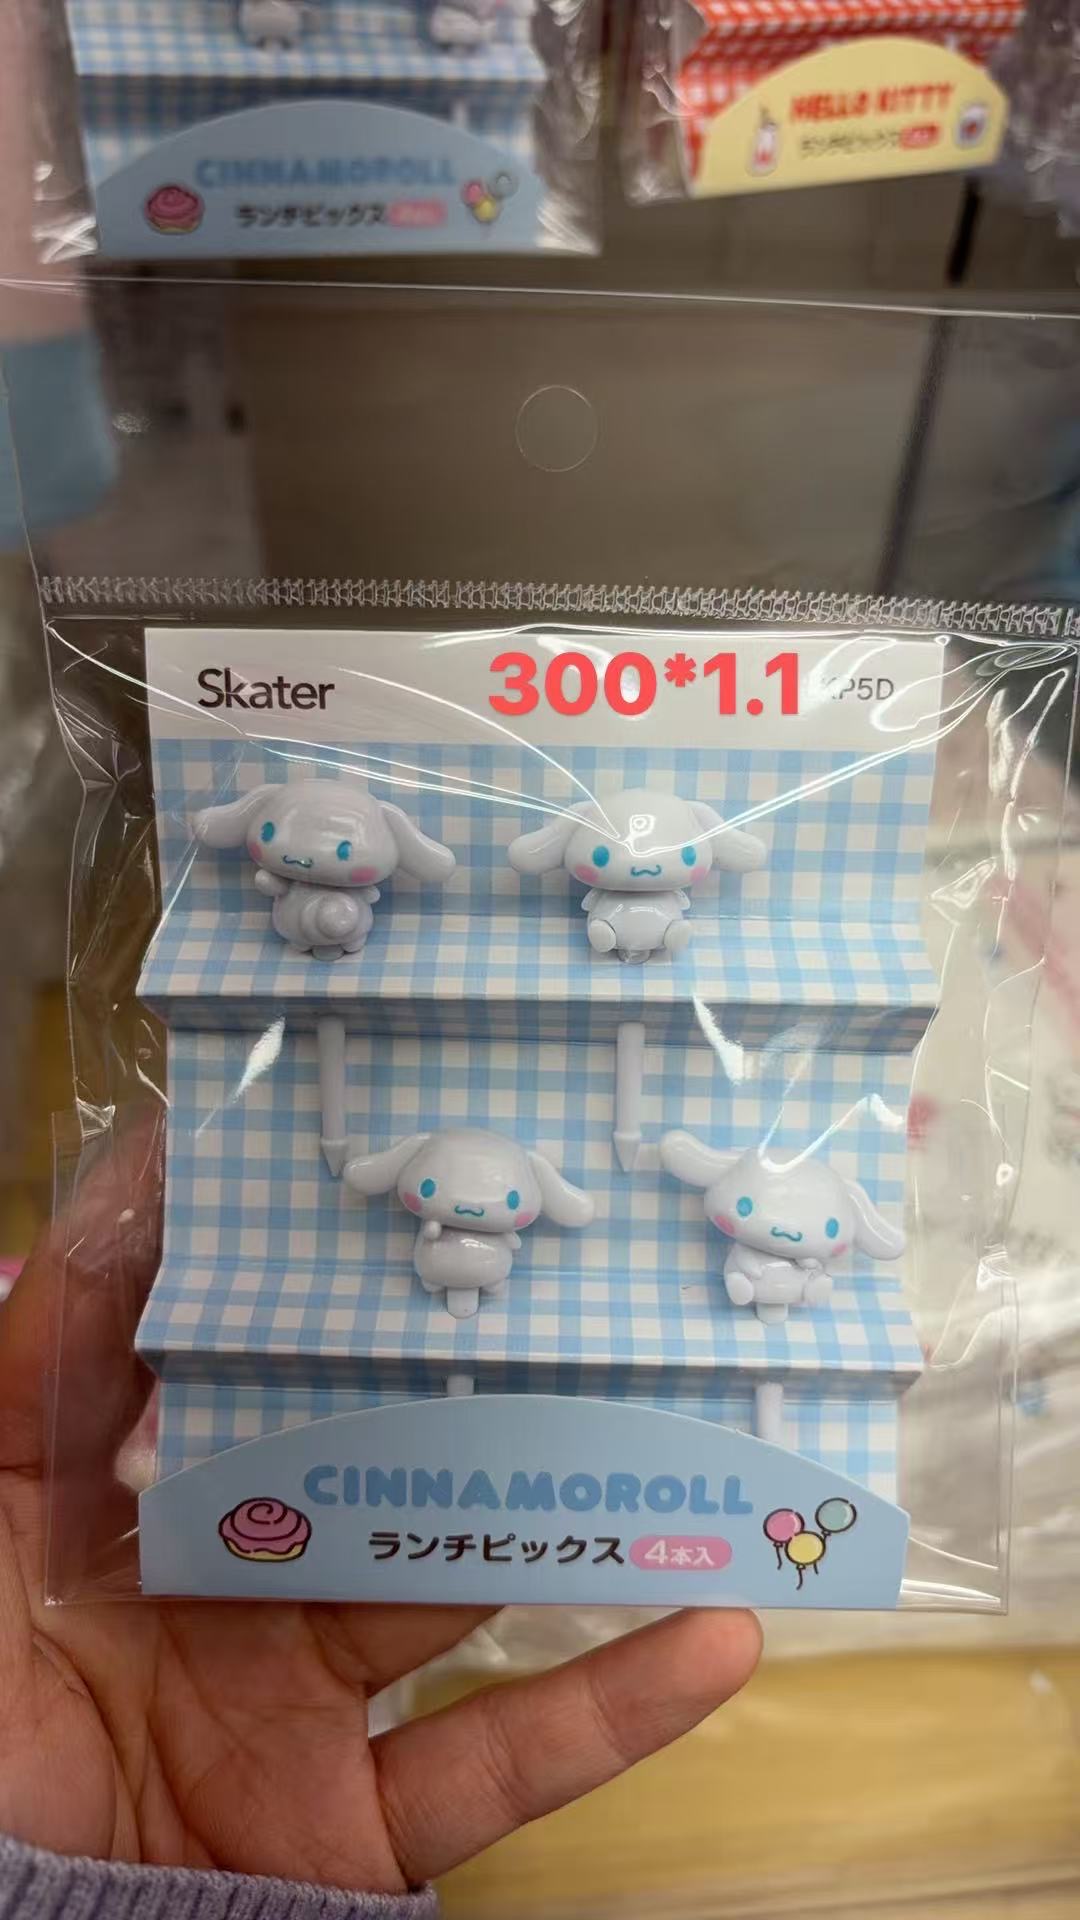 HELLO KITTY
ランチピックス
CINNAMOROLL
ランチピックス
Skater
300*1.1
P5D
CINNAMOROLL
ランチピックス 4本入